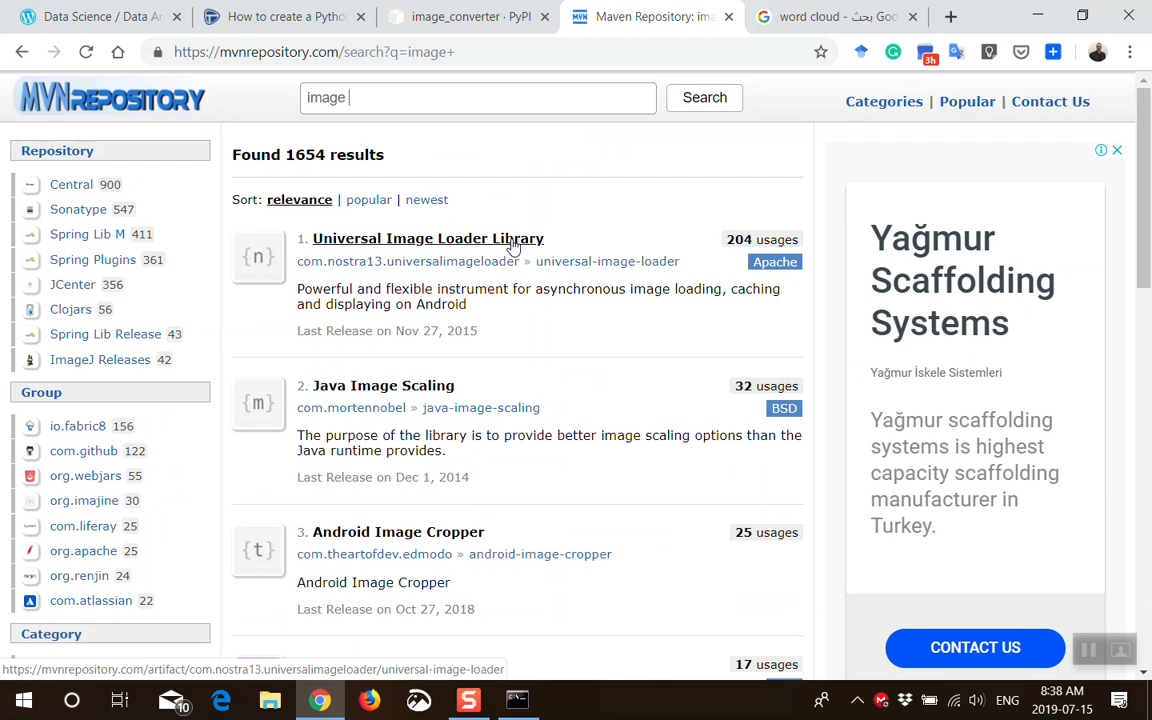 Data Science / Data Ar
How to create a Pytho
image_converter · PyPI
Maven Repository: ima
word cloud - بحث Goo
https://mvnrepository.com/search?q=image+
3h
MVNREPOSITORY
image
Search
Categories | Popular | Contact Us
Repository
Central 900
Sonatype 547
Spring Lib M 411
Spring Plugins 361
JCenter 356
Clojars 56
Spring Lib Release 43
ImageJ Releases 42
Group
io.fabric8 156
com.github 122
org.webjars 55
org.imajine 30
com.liferay 25
org.apache 25
org.renjin 24
com.atlassian 22
Category
Found 1654 results
Sort: relevance | popular | newest
{n}
1. Universal Image Loader Library
204 usages
com.nostra13.universalimageloader » universal-image-loader
Apache
Powerful and flexible instrument for asynchronous image loading, caching
and displaying on Android
Last Release on Nov 27, 2015
{m}
2. Java Image Scaling
32 usages
com.mortennobel » java-image-scaling
BSD
The purpose of the library is to provide better image scaling options than the
Java runtime provides.
Last Release on Dec 1, 2014
{t}
3. Android Image Cropper
25 usages
com.theartofdev.edmodo » android-image-cropper
Android Image Cropper
Last Release on Oct 27, 2018
17 usages
Yağmur
Scaffolding
Systems
Yağmur İskele Sistemleri
Yağmur scaffolding
systems is highest
capacity scaffolding
manufacturer in
Turkey.
CONTACT US
https://mvnrepository.com/artifact/com.nostra13.universalimageloader/universal-image-loader
10
ENG
8:38 AM
2019-07-15